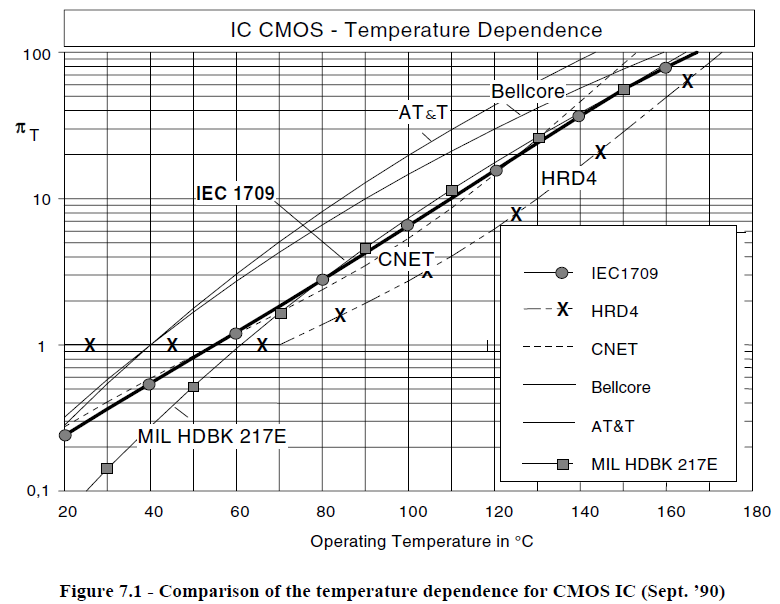 IC CMOS - Temperature Dependence
100
πT
10
1
0,1
AT&T
Bellcore
IEC 1709
HRD4
CNET
MIL HDBK 217E
IEC1709
X HRD4
CNET
Bellcore
AT&T
MIL HDBK 217E
20 40 60 80 100 120 140 160 180
Operating Temperature in °C
Figure 7.1 - Comparison of the temperature dependence for CMOS IC (Sept. ’90)